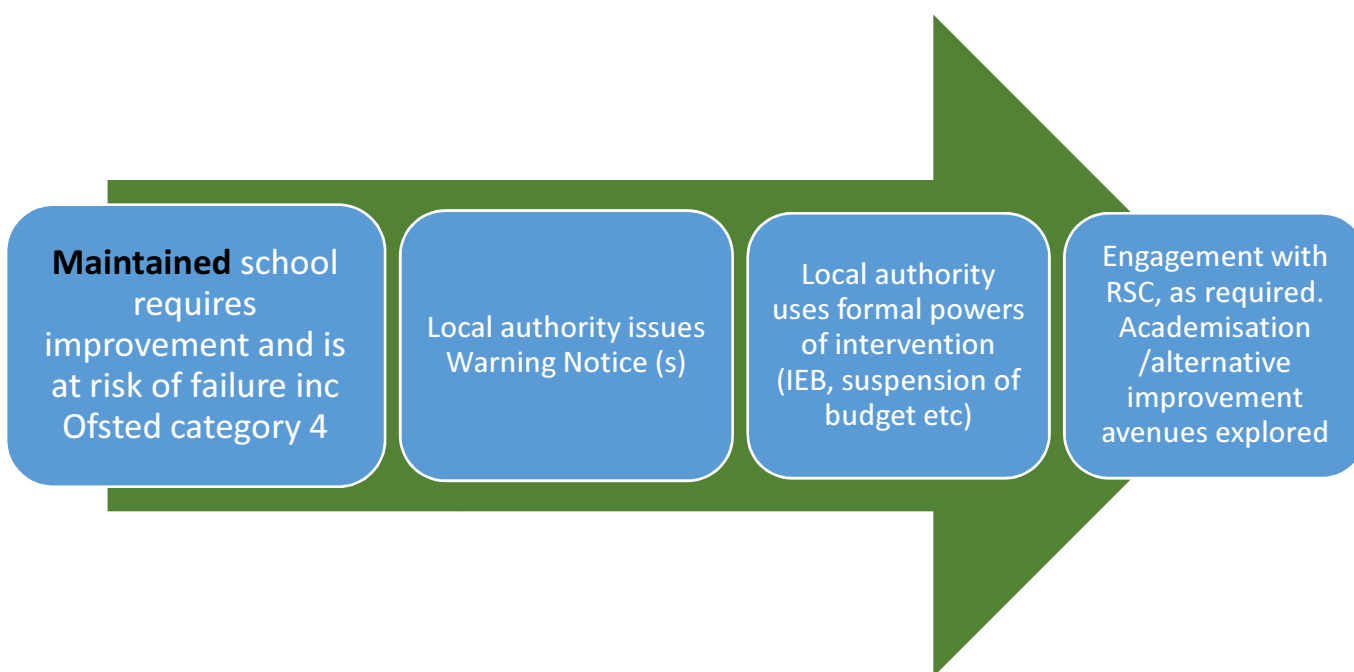 Maintained school
requires
improvement and is
at risk of failure inc
Ofsted category 4
Local authority issues
Warning Notice (s)
Local authority
uses formal powers
of intervention
(IEB, suspension of
budget etc)
Engagement with
RSC, as required.
Academisation
/alternative
improvement
avenues explored